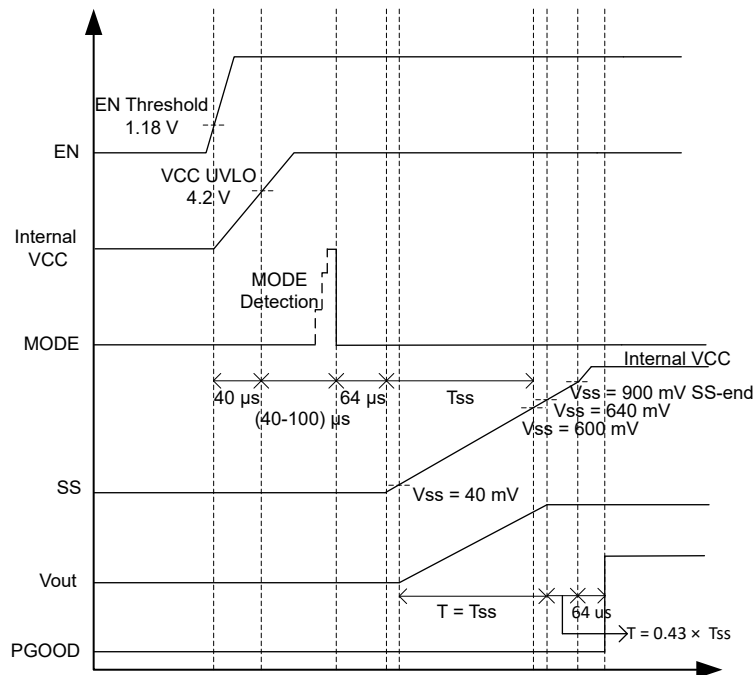 EN Threshold
1.18 V
EN
VCC UVLO
4.2 V
Internal
VCC
MODE
Detection
MODE
Internal VCC
40 µs
(40-100) µs
64 µs
Tss
Vss = 900 mV SS-end
Vss = 640 mV
Vss = 600 mV
SS
Vss = 40 mV
Vout
T = Tss
64 us
T = 0.43 × Tss
PGOOD